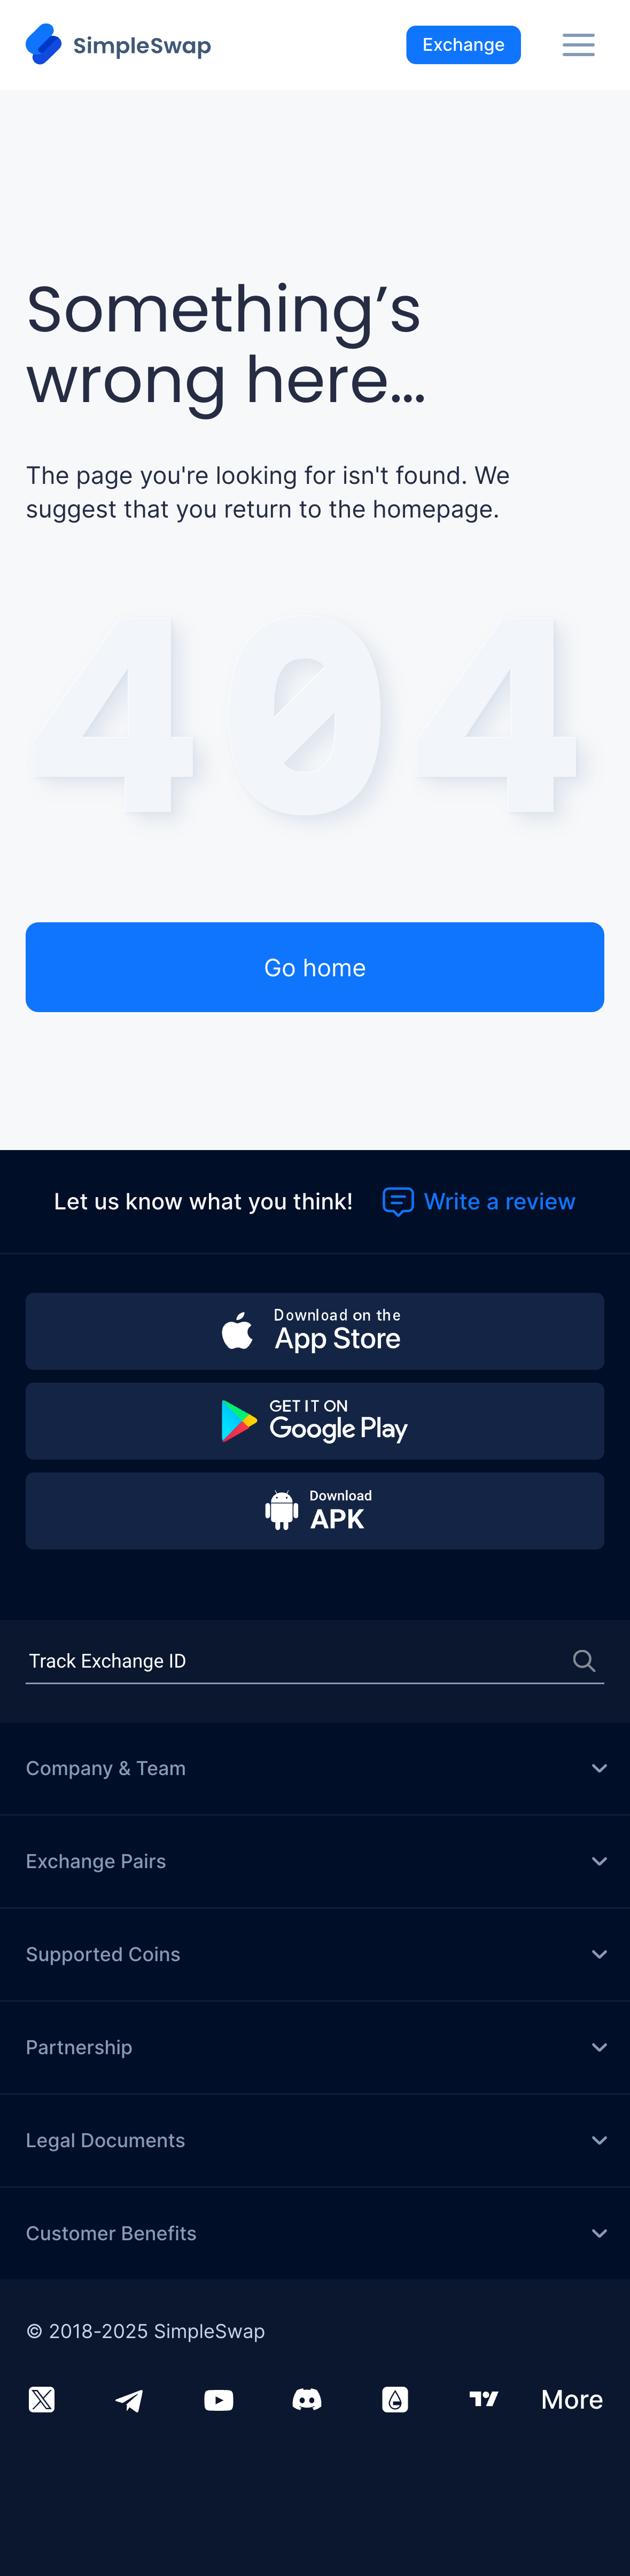 SimpleSwap
Exchange
Something’s
wrong here...
The page you're looking for isn't found. We
suggest that you return to the homepage.
404
Go home
Let us know what you think!
Write a review
Download on the
App Store
GET IT ON
Google Play
Download
APK
Track Exchange ID
Company & Team
Exchange Pairs
Supported Coins
Partnership
Legal Documents
Customer Benefits
© 2018-2025 SimpleSwap
More